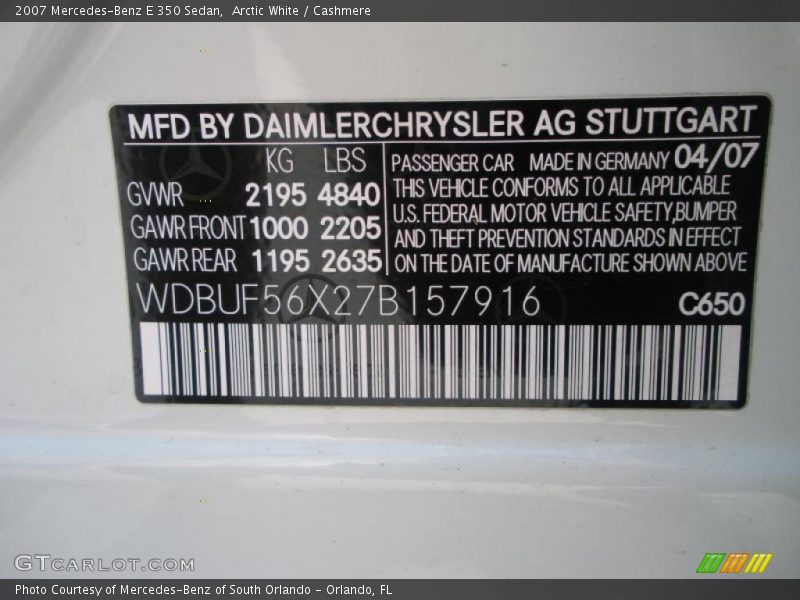 2007 Mercedes-Benz E 350 Sedan,  Arctic White / Cashmere
MFD BY DAIMLERCHRYSLER AG STUTTGART
KG LBS
GVWR 2195 4840
GAWR FRONT 1000 2205
GAWR REAR 1195 2635
PASSENGER CAR MADE IN GERMANY 04/07
THIS VEHICLE CONFORMS TO ALL APPLICABLE
U.S. FEDERAL MOTOR VEHICLE SAFETY,BUMPER
AND THEFT PREVENTION STANDARDS IN EFFECT
ON THE DATE OF MANUFACTURE SHOWN ABOVE
WDBUF56X27B157916 C650
GTCARLOT.COM
Photo Courtesy of Mercedes-Benz of South Orlando - Orlando, FL